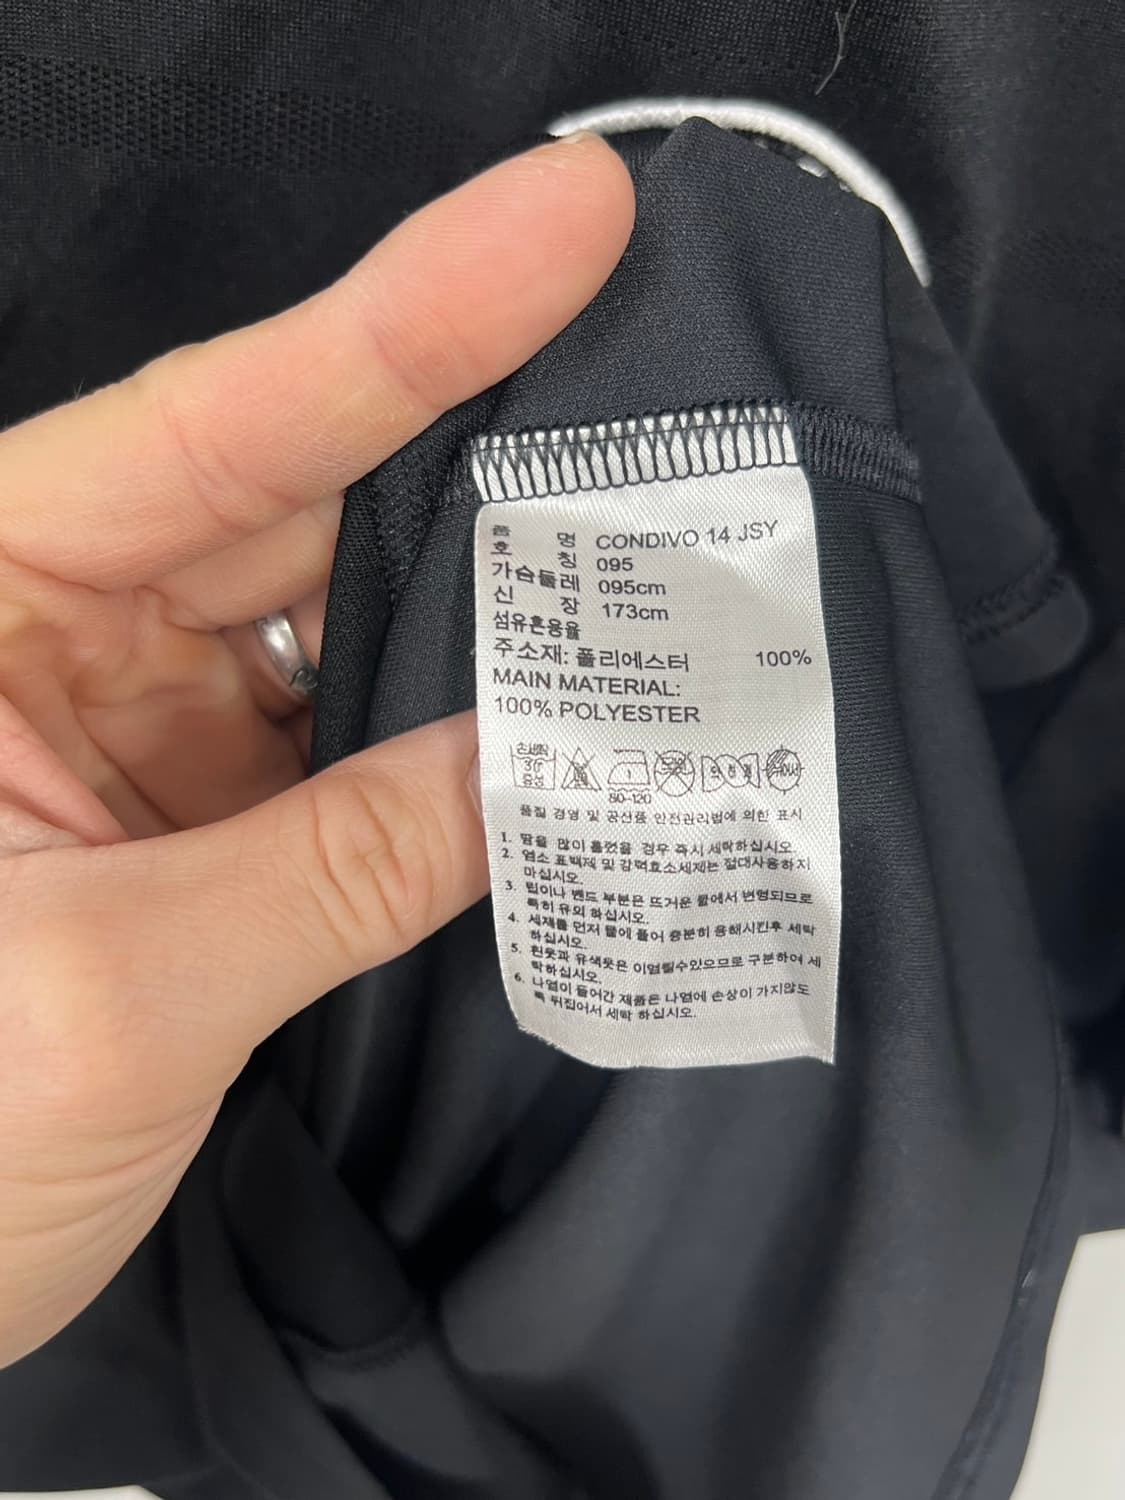 품 명 CONDIVO 14 JSY
호 칭 095
가슴둘레 095cm
신 장 173cm
섬유혼용율
주소재: 폴리에스터 100%
MAIN MATERIAL:
100% POLYESTER
손세탁
30
중성
80-120
품질 경영 및 공산품 안전관리법에 의한 표시
1. 땀을 많이 흘렸을 경우 즉시 세탁하십시오.
2. 염소 표백제 및 강력효소세제는 절대사용하지
마십시오.
3. 립이나 밴드 부분은 뜨거운 물에서 변형되므로
특히 유의 하십시오.
4. 세제를 먼저 물에 풀어 충분히 용해시킨후 세탁
하십시오.
5. 흰옷과 유색옷은 이염될수있으므로 구분하여 세
탁하십시오.
6. 나염이 들어간 제품은 나염에 손상이 가지않도
록 뒤집어서 세탁 하십시오.